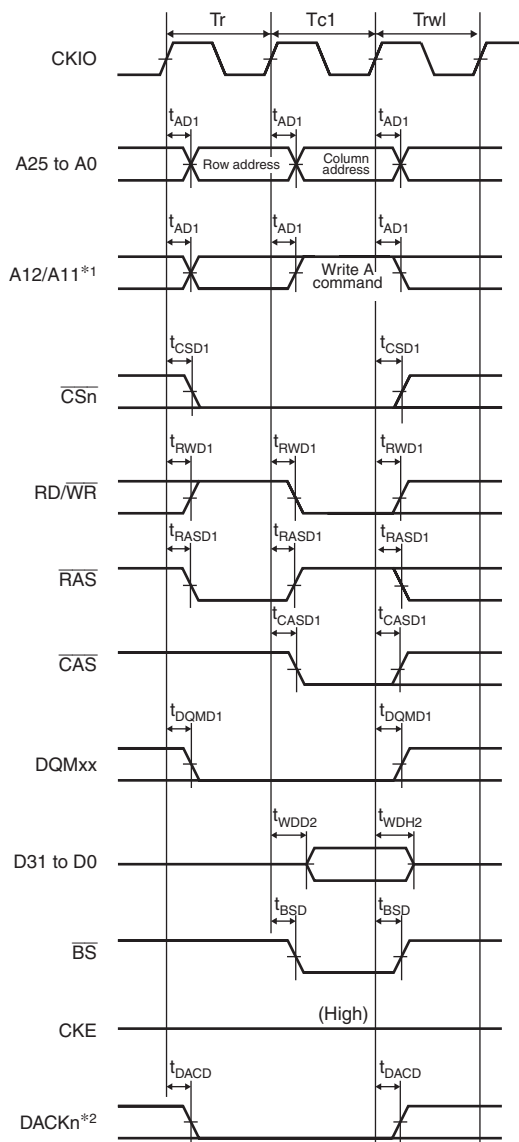 Tr Tc1 Trwl
CKIO
tAD1 tAD1 tAD1
A25 to A0 Row address Column address
tAD1 tAD1 tAD1
A12/A11*1 Write A command
tCSD1 tCSD1
CSn
tRWD1 tRWD1 tRWD1
RD/WR
tRASD1 tRASD1 tRASD1
RAS
tCASD1 tCASD1
CAS
tDQMD1 tDQMD1
DQMxx
tWDD2 tWDH2
D31 to D0
tBSD tBSD
BS
(High)
CKE
tDACD tDACD
DACKn*2